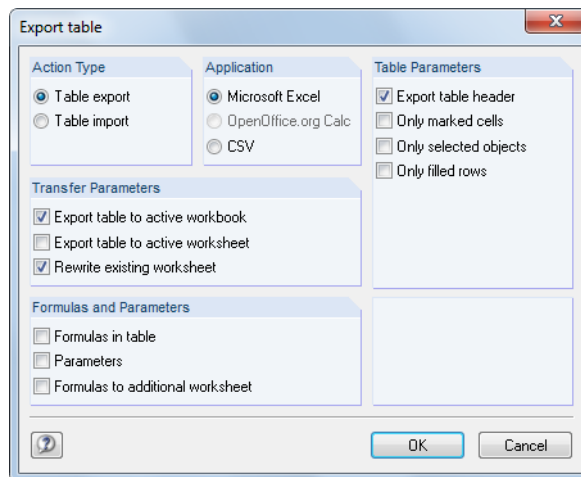 Export table
Action Type
Table export
Table import
Application
Microsoft Excel
OpenOffice.org Calc
CSV
Table Parameters
Export table header
Only marked cells
Only selected objects
Only filled rows
Transfer Parameters
Export table to active workbook
Export table to active worksheet
Rewrite existing worksheet
Formulas and Parameters
Formulas in table
Parameters
Formulas to additional worksheet
OK
Cancel